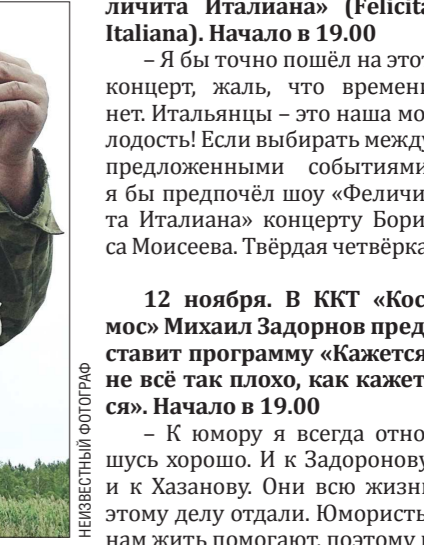 личита Италиана» (Felicita
Italiana). Начало в 19.00
– Я бы точно пошёл на этот
концерт, жаль, что времени
нет. Итальянцы – это наша мо
лодость! Если выбирать между
предложенными событиями
я бы предпочёл шоу «Феличи
та Италиана» концерту Бори
са Моисеева. Твёрдая четвёрка
12 ноября. В ККТ «Кос
мос» Михаил Задорнов пред
ставит программу «Кажется
не всё так плохо, как кажет
ся». Начало в 19.00
– К юмору я всегда отно
шусь хорошо. И к Задоронову
и к Хазанову. Они всю жизнь
этому делу отдали. Юмористы
нам жить помогают, поэтому
НЕИЗВЕСТНЫЙ ФОТОГРАФ